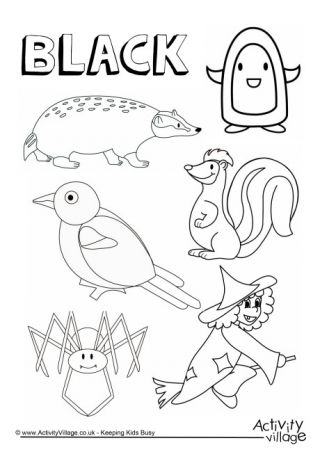 BLACK
© www.ActivityVillage.co.uk - Keeping Kids Busy
Activity
village